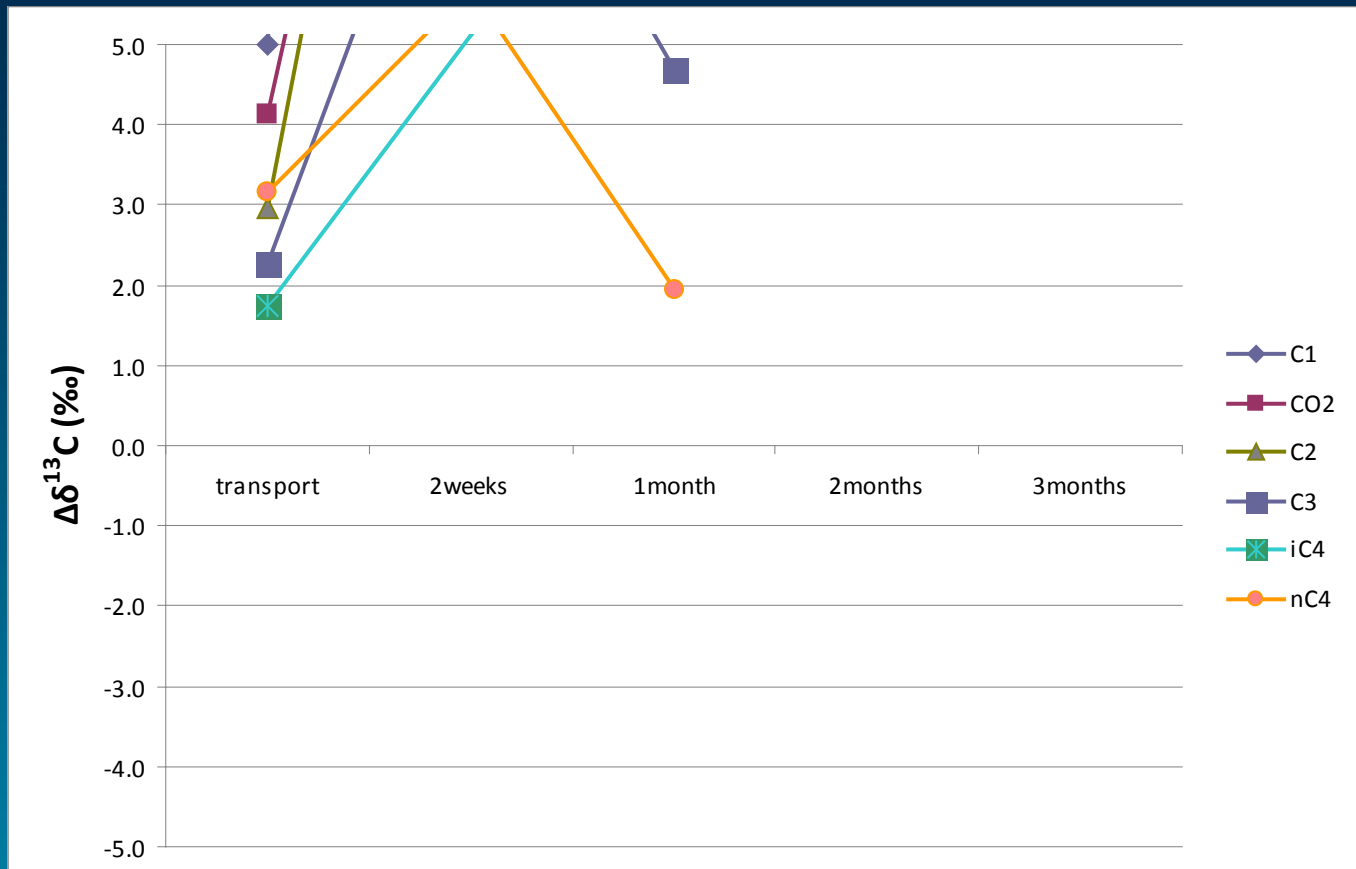 5.0
4.0
3.0
2.0
1.0
0.0
-1.0
-2.0
-3.0
-4.0
-5.0
Δδ¹³C (‰)
transport 2weeks 1month 2months 3months
C1
CO2
C2
C3
iC4
nC4